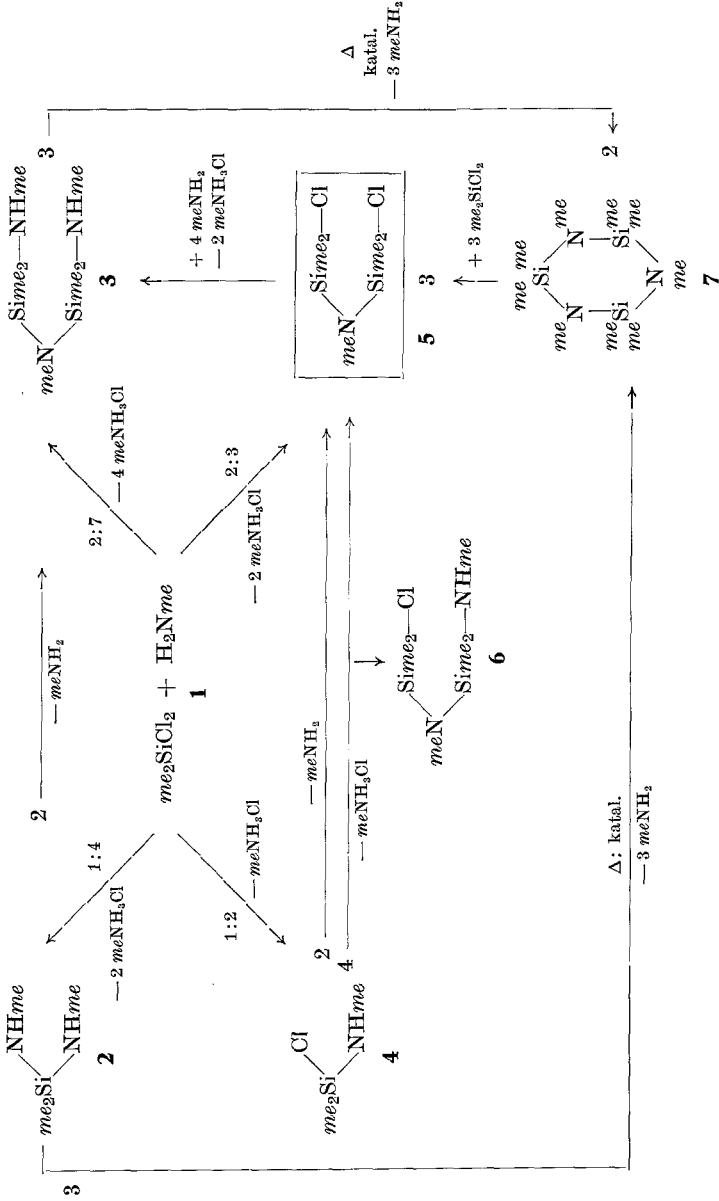 3
NHme
me₂Si
NHme
2
2
— meNH₂
Sime₂—NHme
meN
Sime₂—NHme
3
3
1:4
— 2 meNH₃Cl
2:7
— 4 meNH₃Cl
me₂SiCl₂ + H₂Nme
1
+ 4 meNH₂
— 2 meNH₃Cl
Δ
katal.
— 3 meNH₂
1:2
— meNH₃Cl
2:3
— 2 meNH₃Cl
Cl
me₂Si
NHme
4
2
— meNH₂
4
— meNH₃Cl
Sime₂—Cl
meN
Sime₂—Cl
5
3
Sime₂—Cl
meN
Sime₂—NHme
6
+ 3 me₂SiCl₂
me me
Si
me N N me
me Si Si me
me me
N
me
7
2
Δ: katal.
— 3 meNH₂